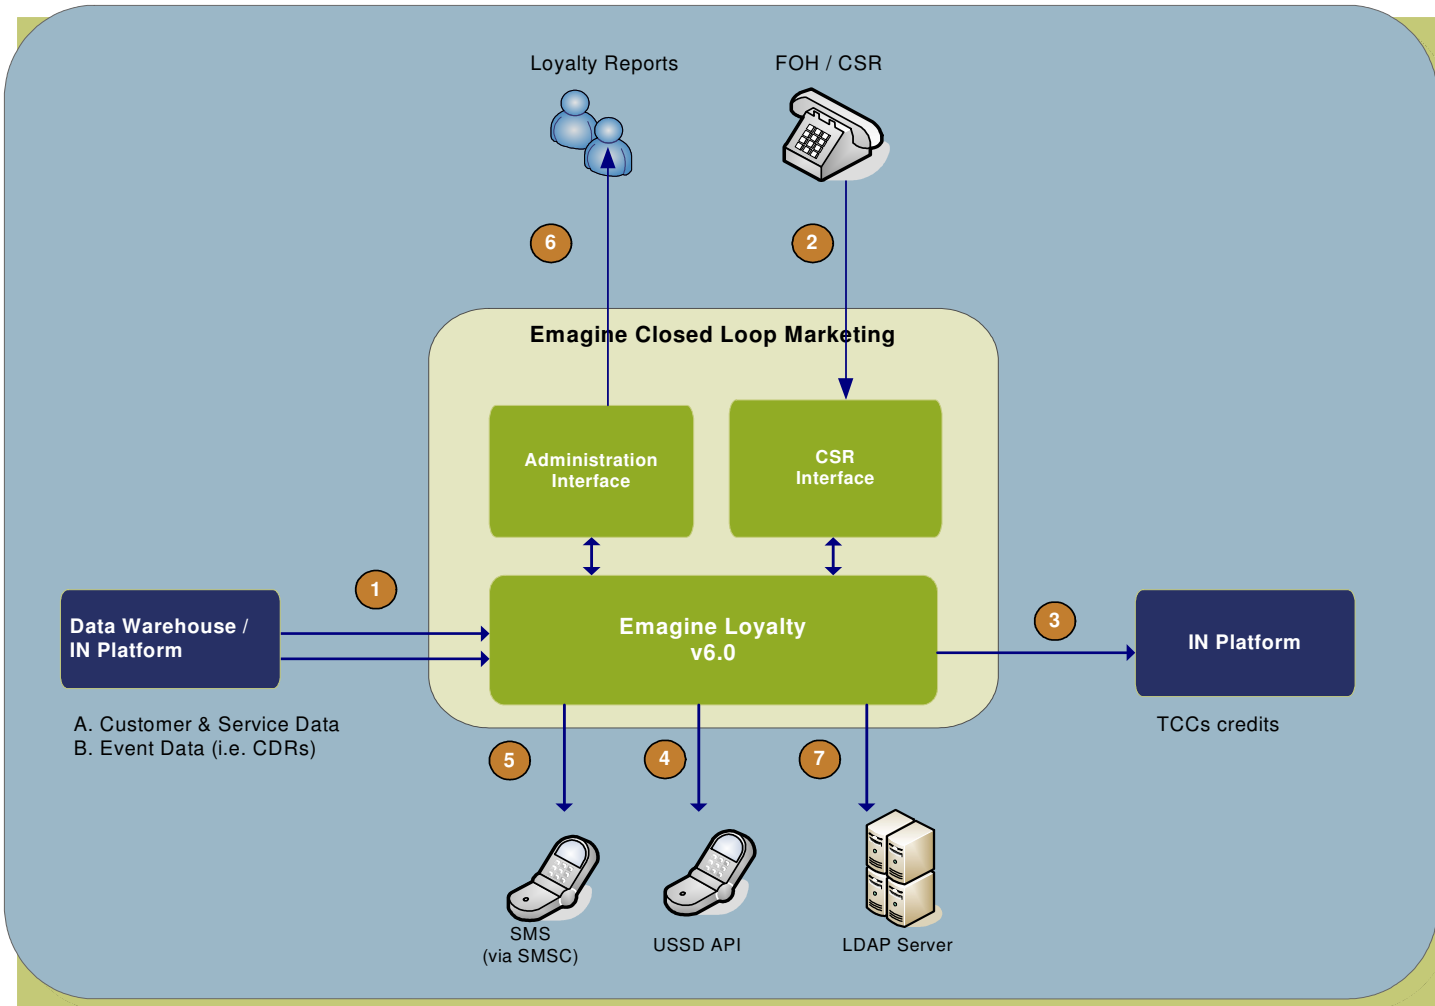 Loyalty Reports
FOH / CSR
6
2
Emagine Closed Loop Marketing
Administration
Interface
CSR
Interface
1
Data Warehouse /
IN Platform
Emagine Loyalty
v6.0
3
IN Platform
A. Customer & Service Data
B. Event Data (i.e. CDRs)
TCCs credits
5
4
7
SMS
(via SMSC)
USSD API
LDAP Server